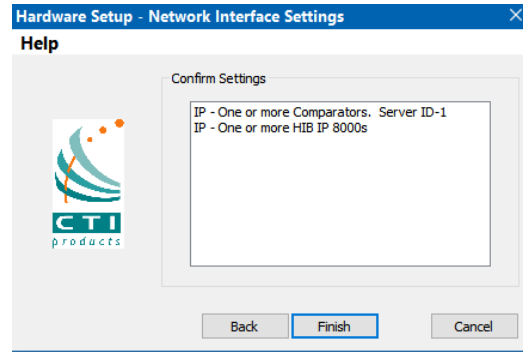 Hardware Setup - Network Interface Settings
Help
Confirm Settings
IP - One or more Comparators.  Server ID-1
IP - One or more HIB IP 8000s
CTI
products
Back
Finish
Cancel